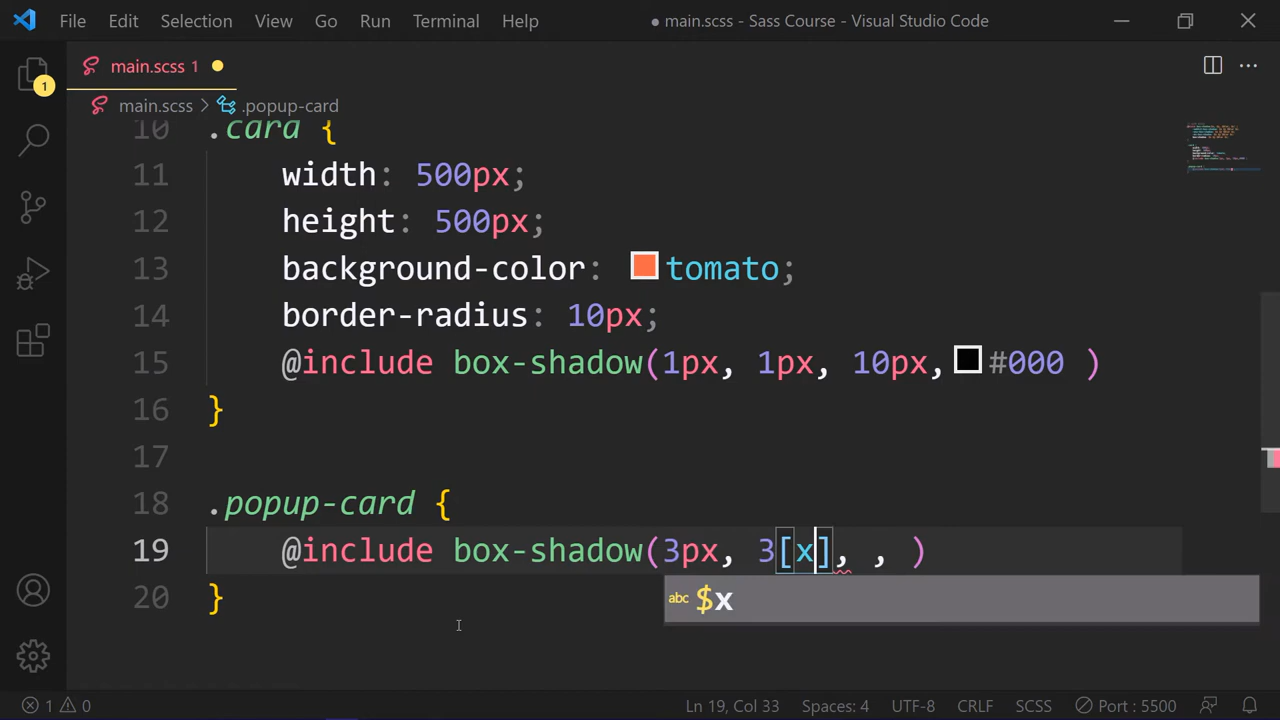 File Edit Selection View Go Run Terminal Help ● main.scss - Sass Course - Visual Studio Code
main.scss 1
main.scss > .popup-card
1
10 .card {
11 width: 500px;
12 height: 500px;
13 background-color: tomato;
14 border-radius: 10px;
15 @include box-shadow(1px, 1px, 10px, #000 )
16 }
17
18 .popup-card {
19 @include box-shadow(3px, 3[x], , )
abc $x
20 }
1 0 Ln 19, Col 33 Spaces: 4 UTF-8 CRLF SCSS Port : 5500